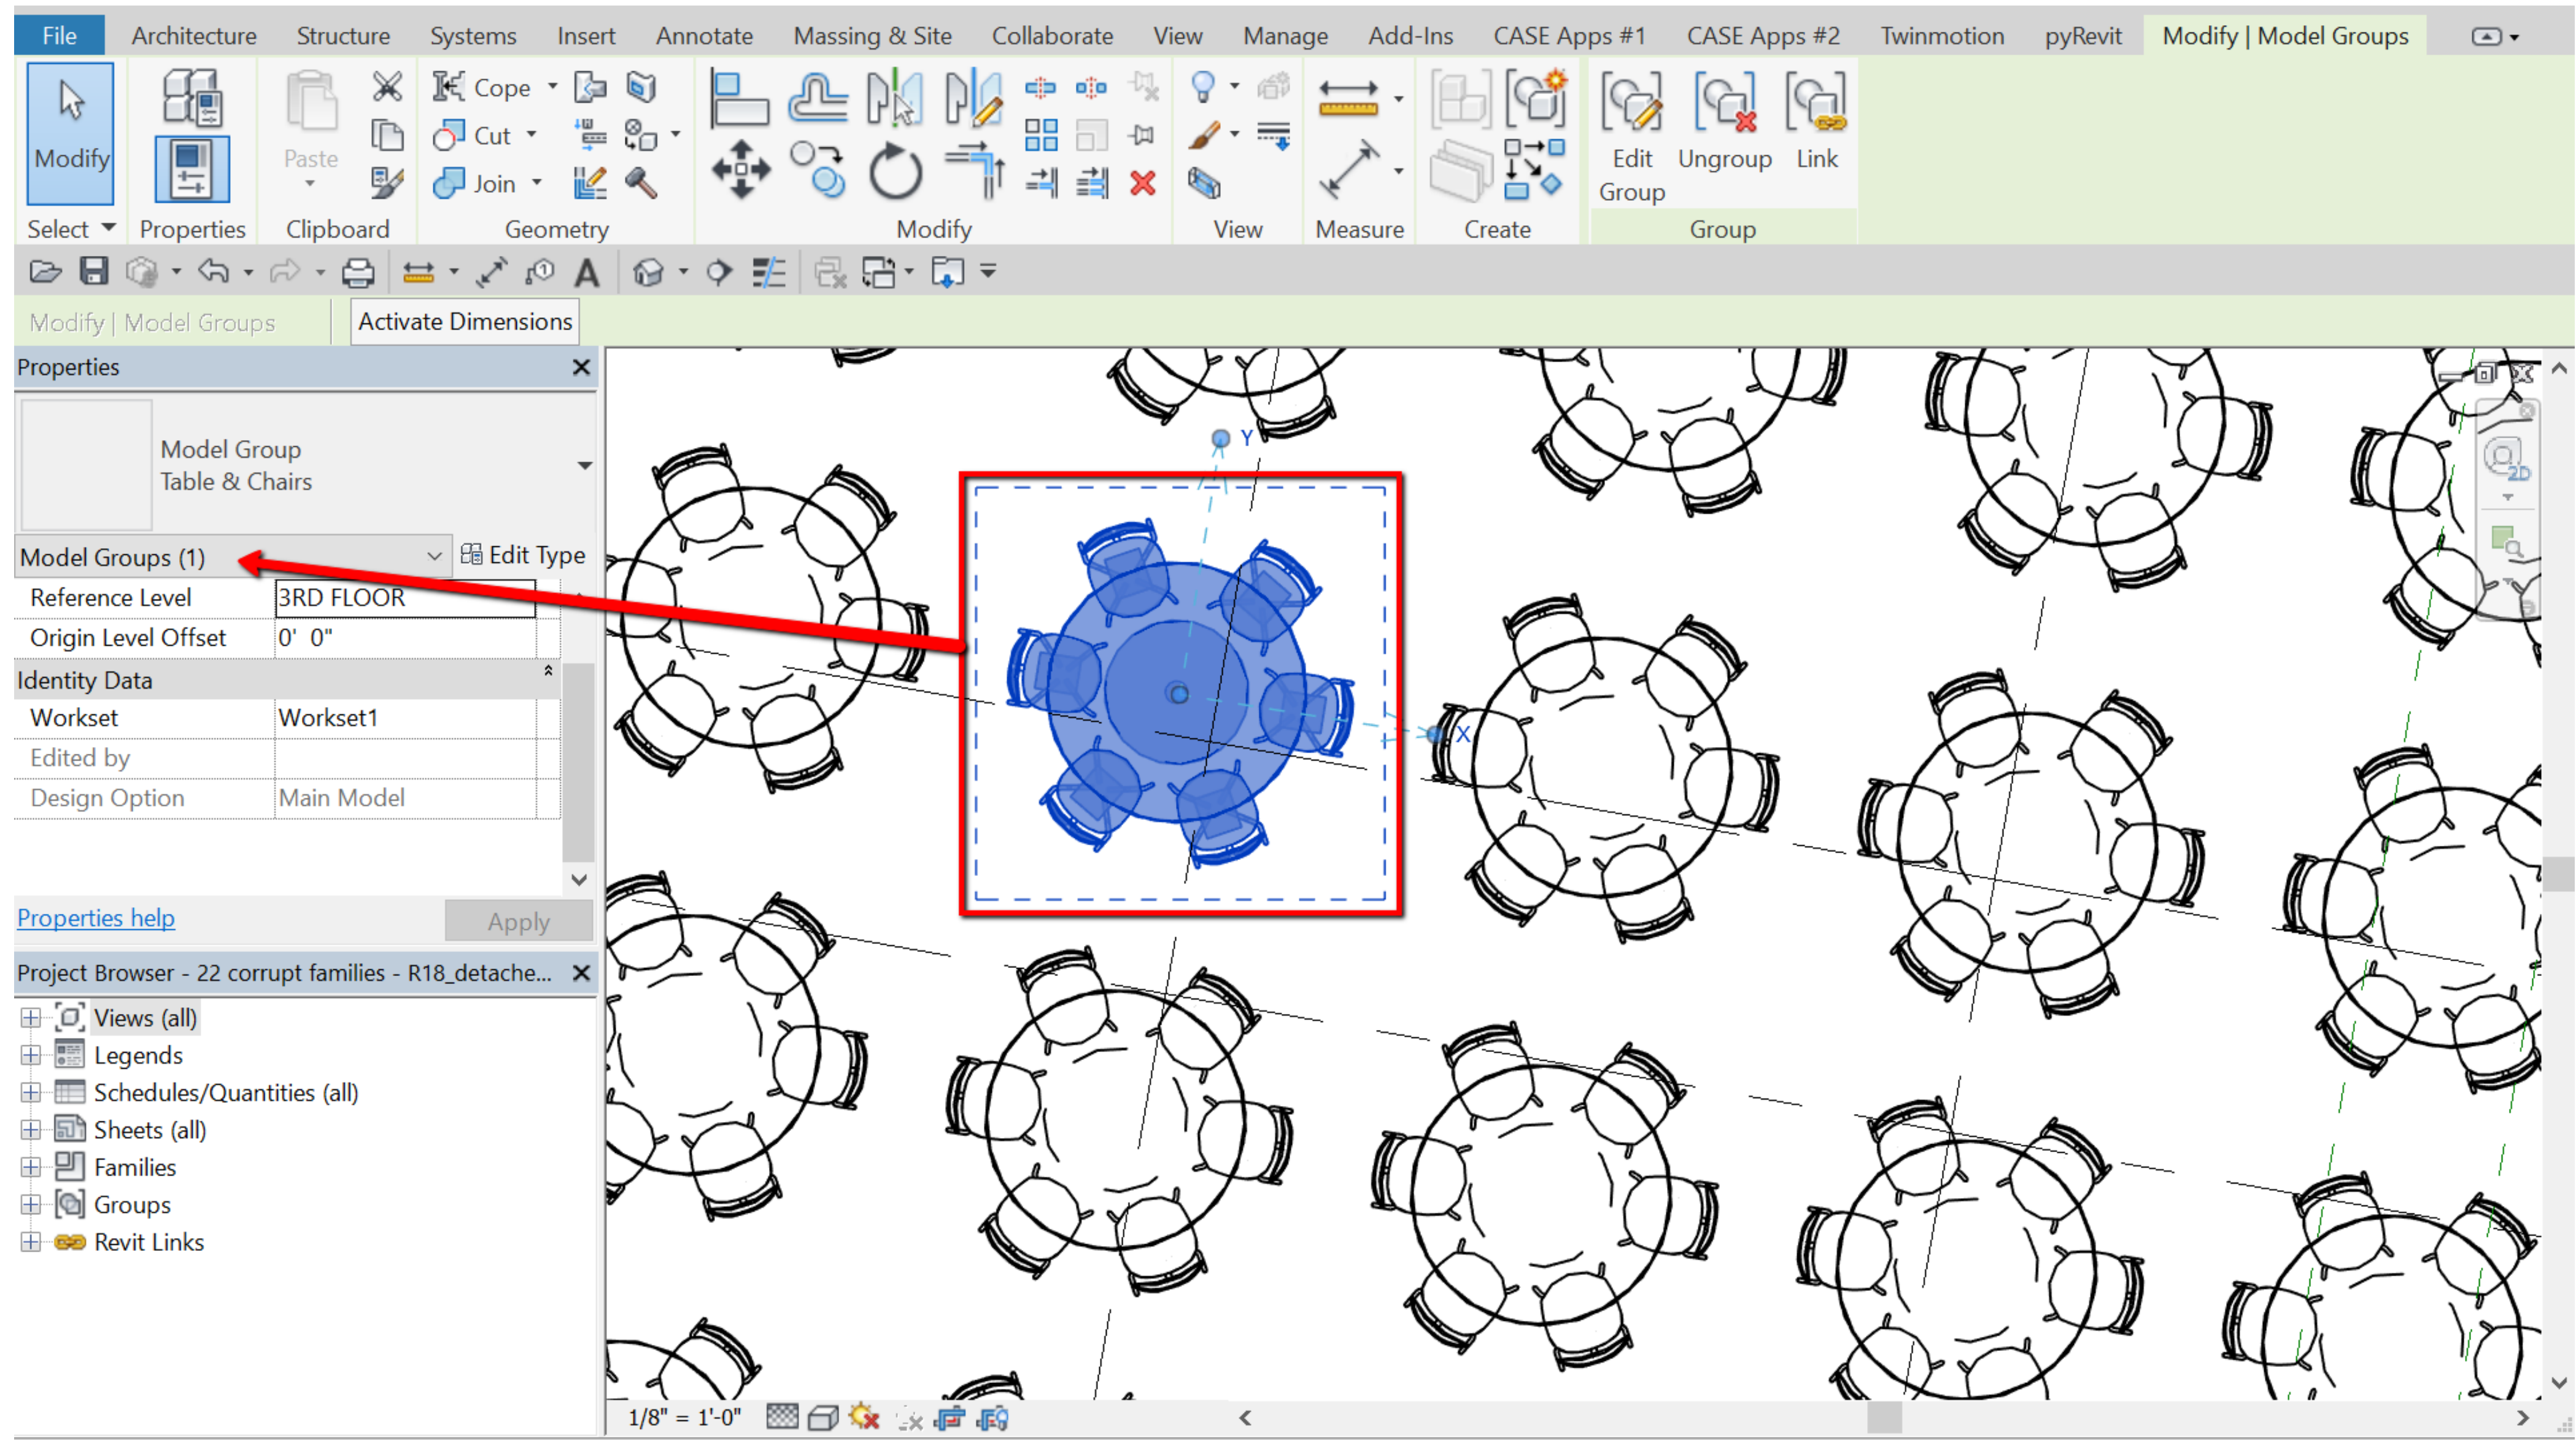 File Architecture Structure Systems Insert Annotate Massing & Site Collaborate View Manage Add-Ins CASE Apps #1 CASE Apps #2 Twinmotion pyRevit Modify | Model Groups
Modify
Paste
Cope
Cut
Join
Edit Group
Ungroup
Link
Select Properties Clipboard Geometry Modify View Measure Create Group
A
Modify | Model Groups Activate Dimensions
Properties
Model Group
Table & Chairs
Model Groups (1) Edit Type
Reference Level 3RD FLOOR
Origin Level Offset 0' 0"
Identity Data
Workset Workset1
Edited by
Design Option Main Model
Properties help Apply
Project Browser - 22 corrupt families - R18_detache...
Views (all)
Legends
Schedules/Quantities (all)
Sheets (all)
Families
Groups
Revit Links
Y
X
2D
1/8" = 1'-0"